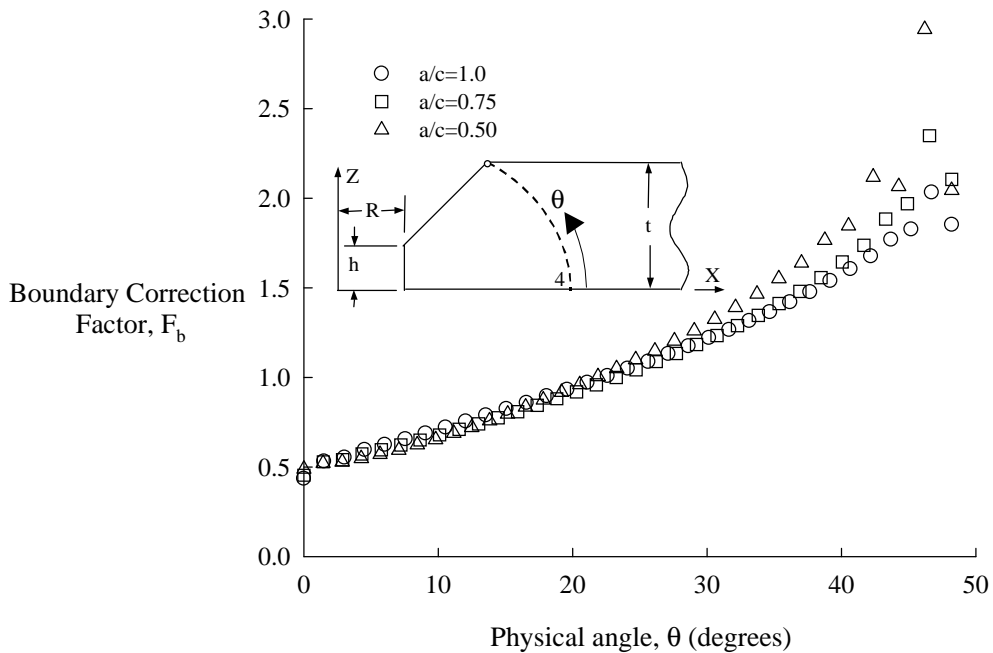 3.0
2.5
2.0
1.5
1.0
0.5
0.0
Boundary Correction
Factor, F_b
a/c=1.0
a/c=0.75
a/c=0.50
Z
R
h
θ
t
4
X
0
10
20
30
40
50
Physical angle, θ (degrees)